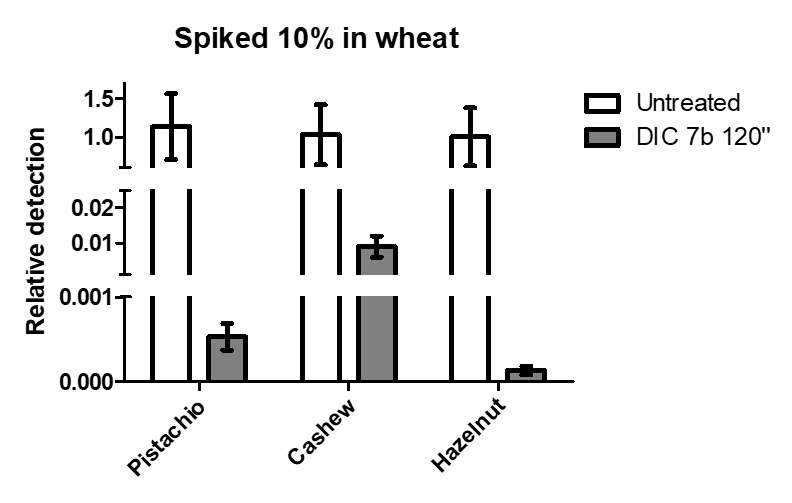 Spiked 10% in wheat
Relative detection
1.5
1.0
0.02
0.01
0.001
0.000
Pistachio
Cashew
Hazelnut
Untreated
DIC 7b 120"